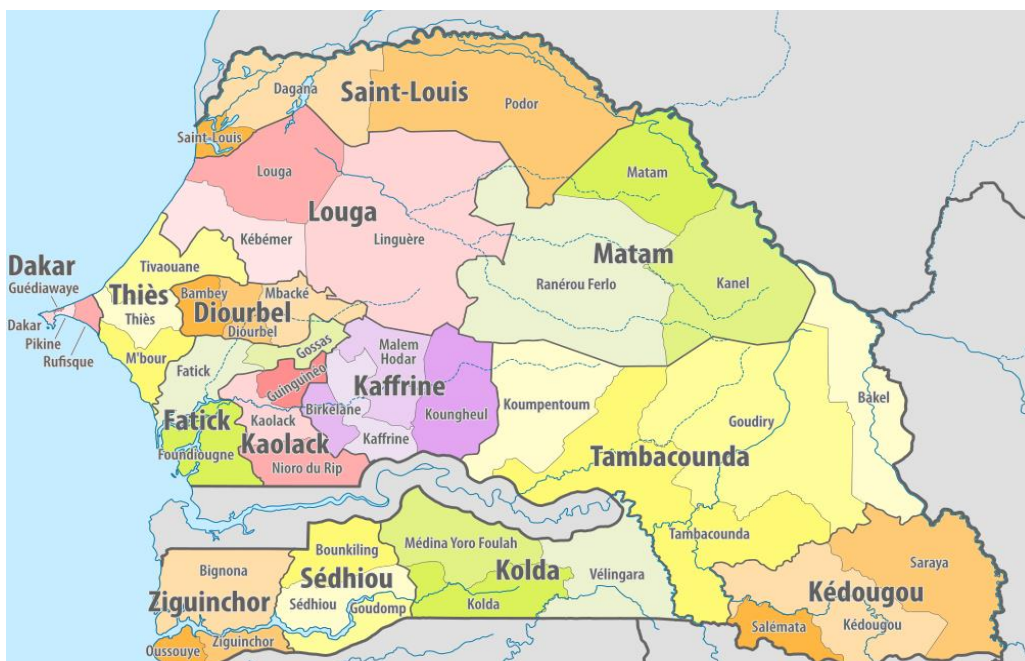 Dagana
Saint-Louis
Podor
Saint-Louis
Louga
Matam
Louga
Kébémer
Linguère
Matam
Ranérou Ferlo
Kanel
Tivaouane
Dakar
Guédiawaye
Thiès
Thiès
Bambey
Mbacké
Diourbel
Diourbel
Dakar
Pikine
Rufisque
M'bour
Gossas
Fatick
Malem
Hodar
Guinguinéo
Kaffrine
Birkelane
Koungheul
Koumpentoum
Bakel
Goudiry
Fatick
Kaolack
Kaolack
Kaffrine
Foundiougne
Nioro du Rip
Tambacounda
Tambacounda
Bounkiling
Médina Yoro Foulah
Saraya
Bignona
Sédhiou
Kolda
Vélingara
Kédougou
Ziguinchor
Sédhiou
Goudomp
Kolda
Salémata
Kédougou
Oussouye
Ziguinchor